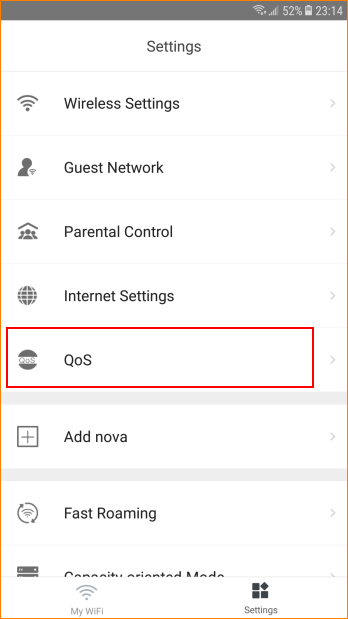 52% 23:14
Settings
Wireless Settings
Guest Network
Parental Control
Internet Settings
QoS
QoS
Add nova
Fast Roaming
Capacity-oriented Mode
My WiFi
Settings